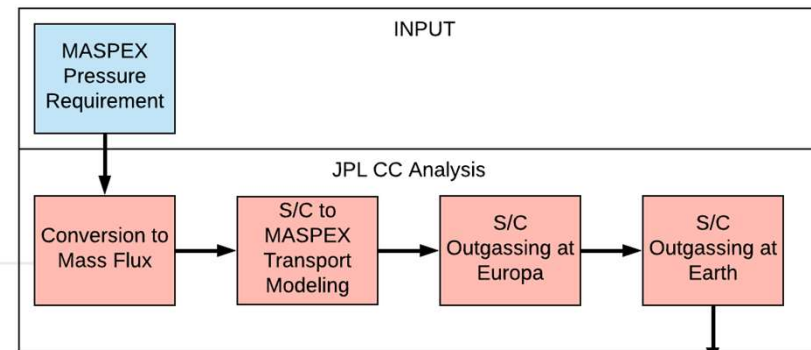 INPUT
MASPEX
Pressure
Requirement
JPL CC Analysis
Conversion to
Mass Flux
S/C to
MASPEX
Transport
Modeling
S/C
Outgassing at
Europa
S/C
Outgassing at
Earth